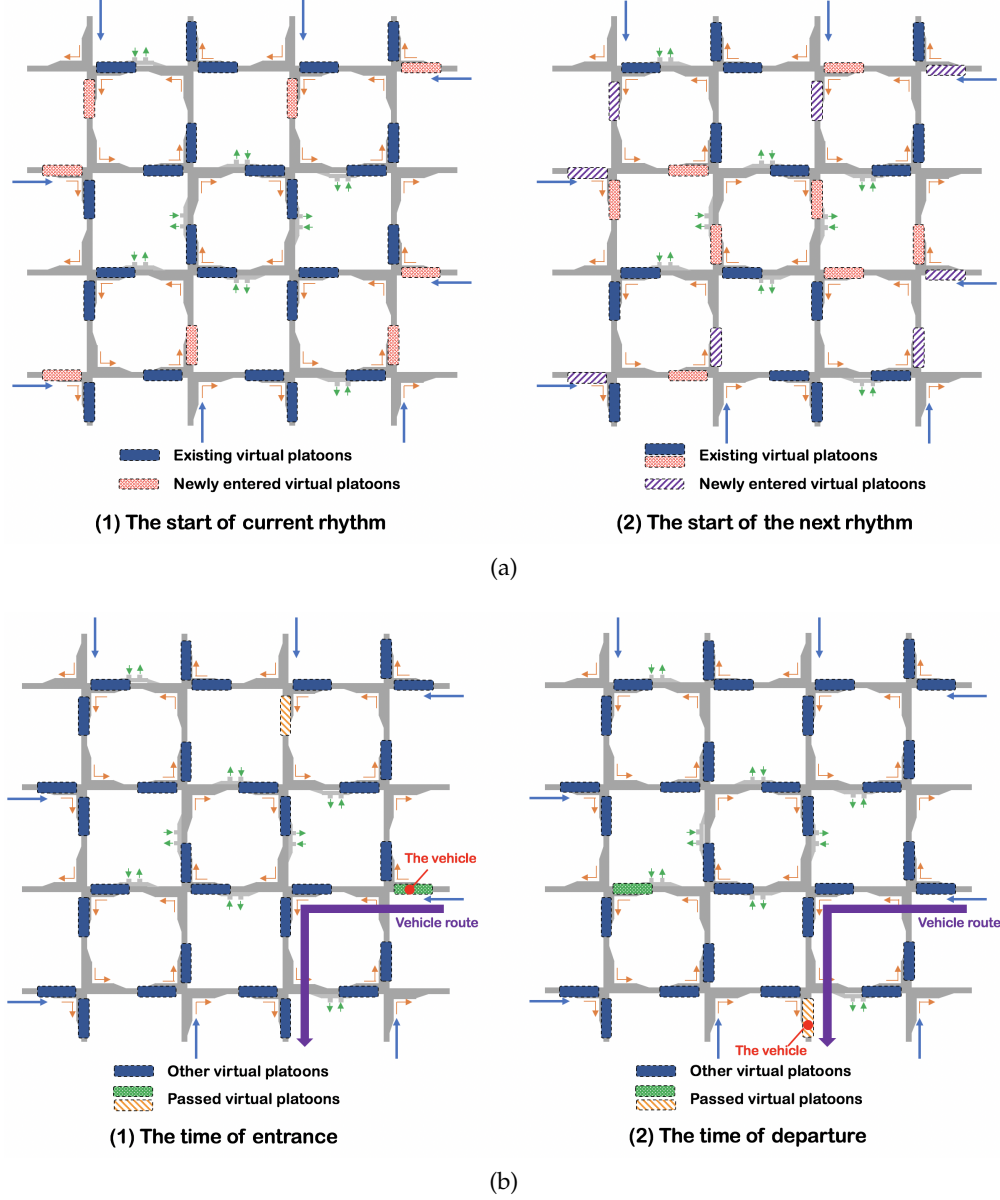 Existing virtual platoons
Newly entered virtual platoons
(1) The start of current rhythm
Existing virtual platoons
Newly entered virtual platoons
(2) The start of the next rhythm
(a)
The vehicle
Vehicle route
Other virtual platoons
Passed virtual platoons
(1) The time of entrance
Vehicle route
The vehicle
Other virtual platoons
Passed virtual platoons
(2) The time of departure
(b)